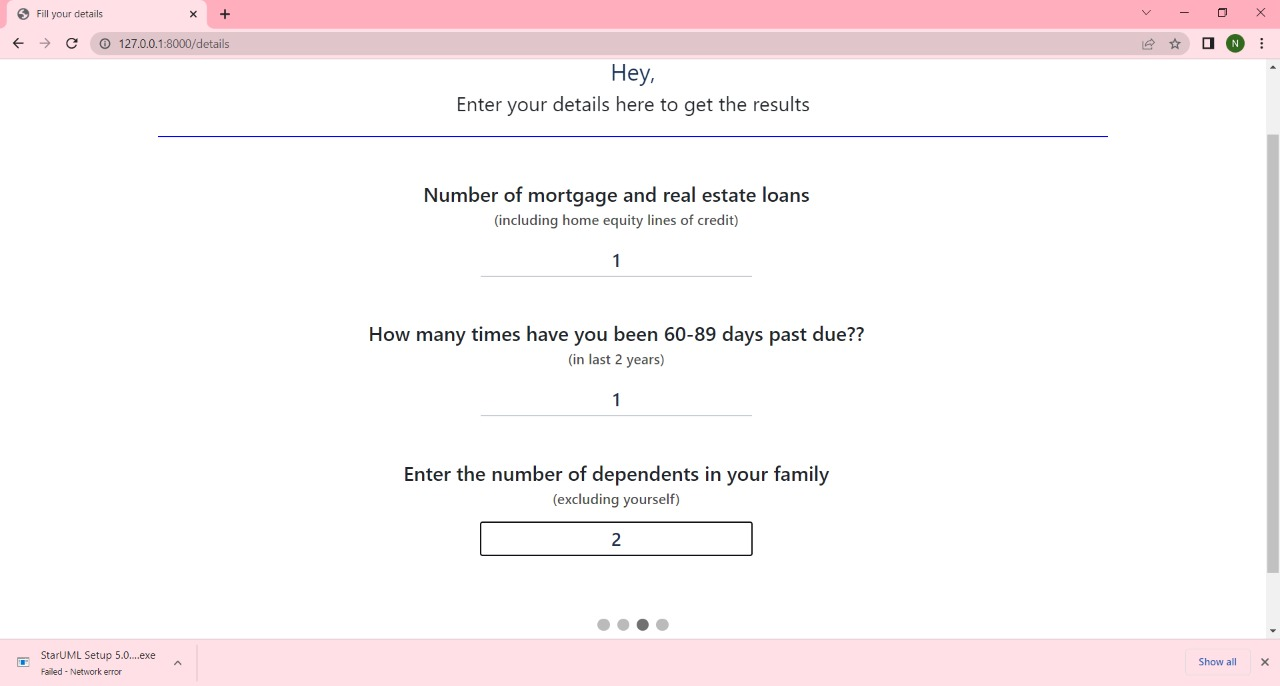 Fill your details
127.0.0.1:8000/details
N
Hey,
Enter your details here to get the results
Number of mortgage and real estate loans
(including home equity lines of credit)
1
How many times have you been 60-89 days past due??
(in last 2 years)
1
Enter the number of dependents in your family
(excluding yourself)
2
StarUML Setup 5.0....exe
Failed - Network error
Show all